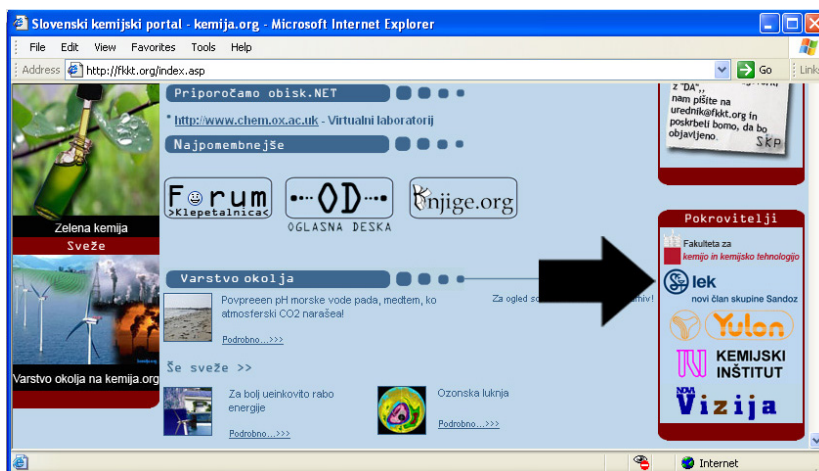 Slovenski kemijski portal - kemija.org - Microsoft Internet Explorer
File Edit View Favorites Tools Help
Address http://fkkt.org/index.asp Go Links
Zelena kemija
Sveže
Varstvo okolja na kemija.org
Priporočamo obisk.NET
* http://www.chem.ox.ac.uk - Virtualni laboratorij
Najpomembnejše
Forum
>Klepetalnica<
OD
OGLASNA DESKA
Knjige.org
Varstvo okolja
Povpreeen pH morske vode pada, medtem, ko
atmosferski CO2 narašea!
Podrobno...>>>
Za ogled
Še sveže >>
Za bolj ueinkovito rabo
energije
Podrobno...>>>
Ozonska luknja
Podrobno...>>>
z "DA",,
nam pišite na
urednik@fkkt.org in
poskrbeli bomo, da bo
objavljeno.
SKP
Pokrovitelji
Fakulteta za
kemijo in kemijsko tehnologijo
lek
novi član skupine Sandoz
Yulon
KEMIJSKI
INŠTITUT
NOVA
Vizija
Internet